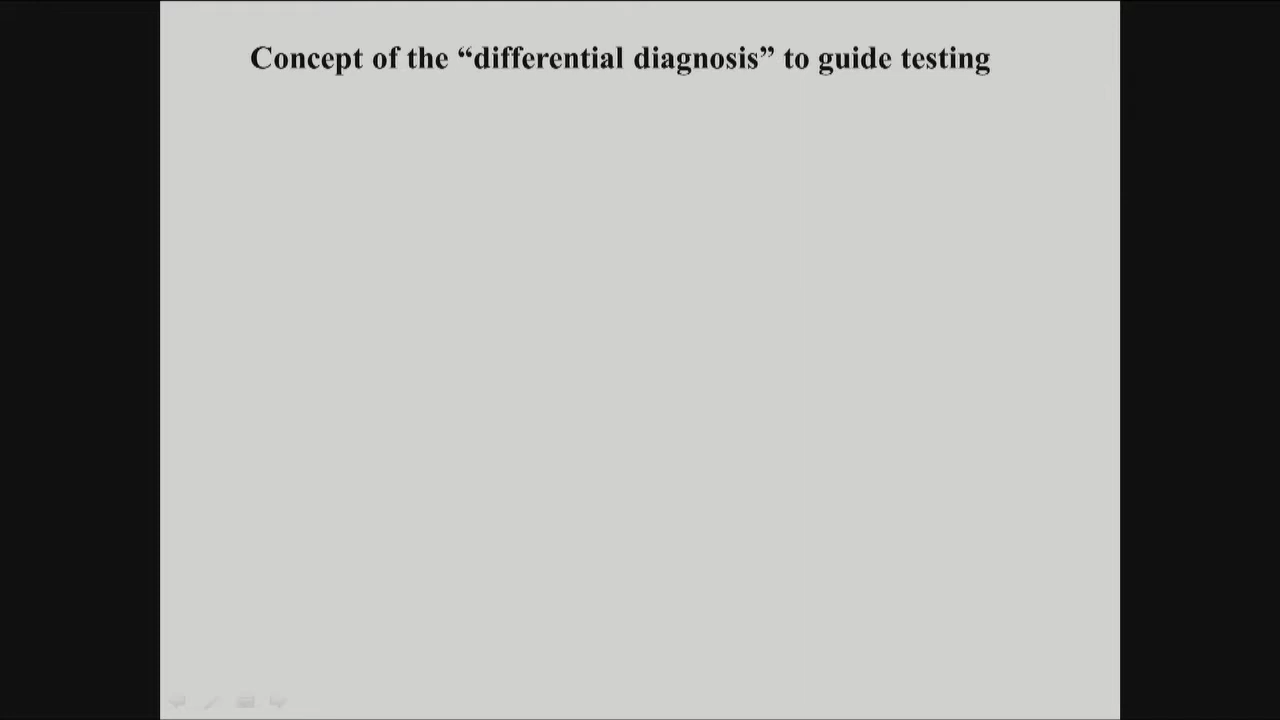 Concept of the “differential diagnosis” to guide testing